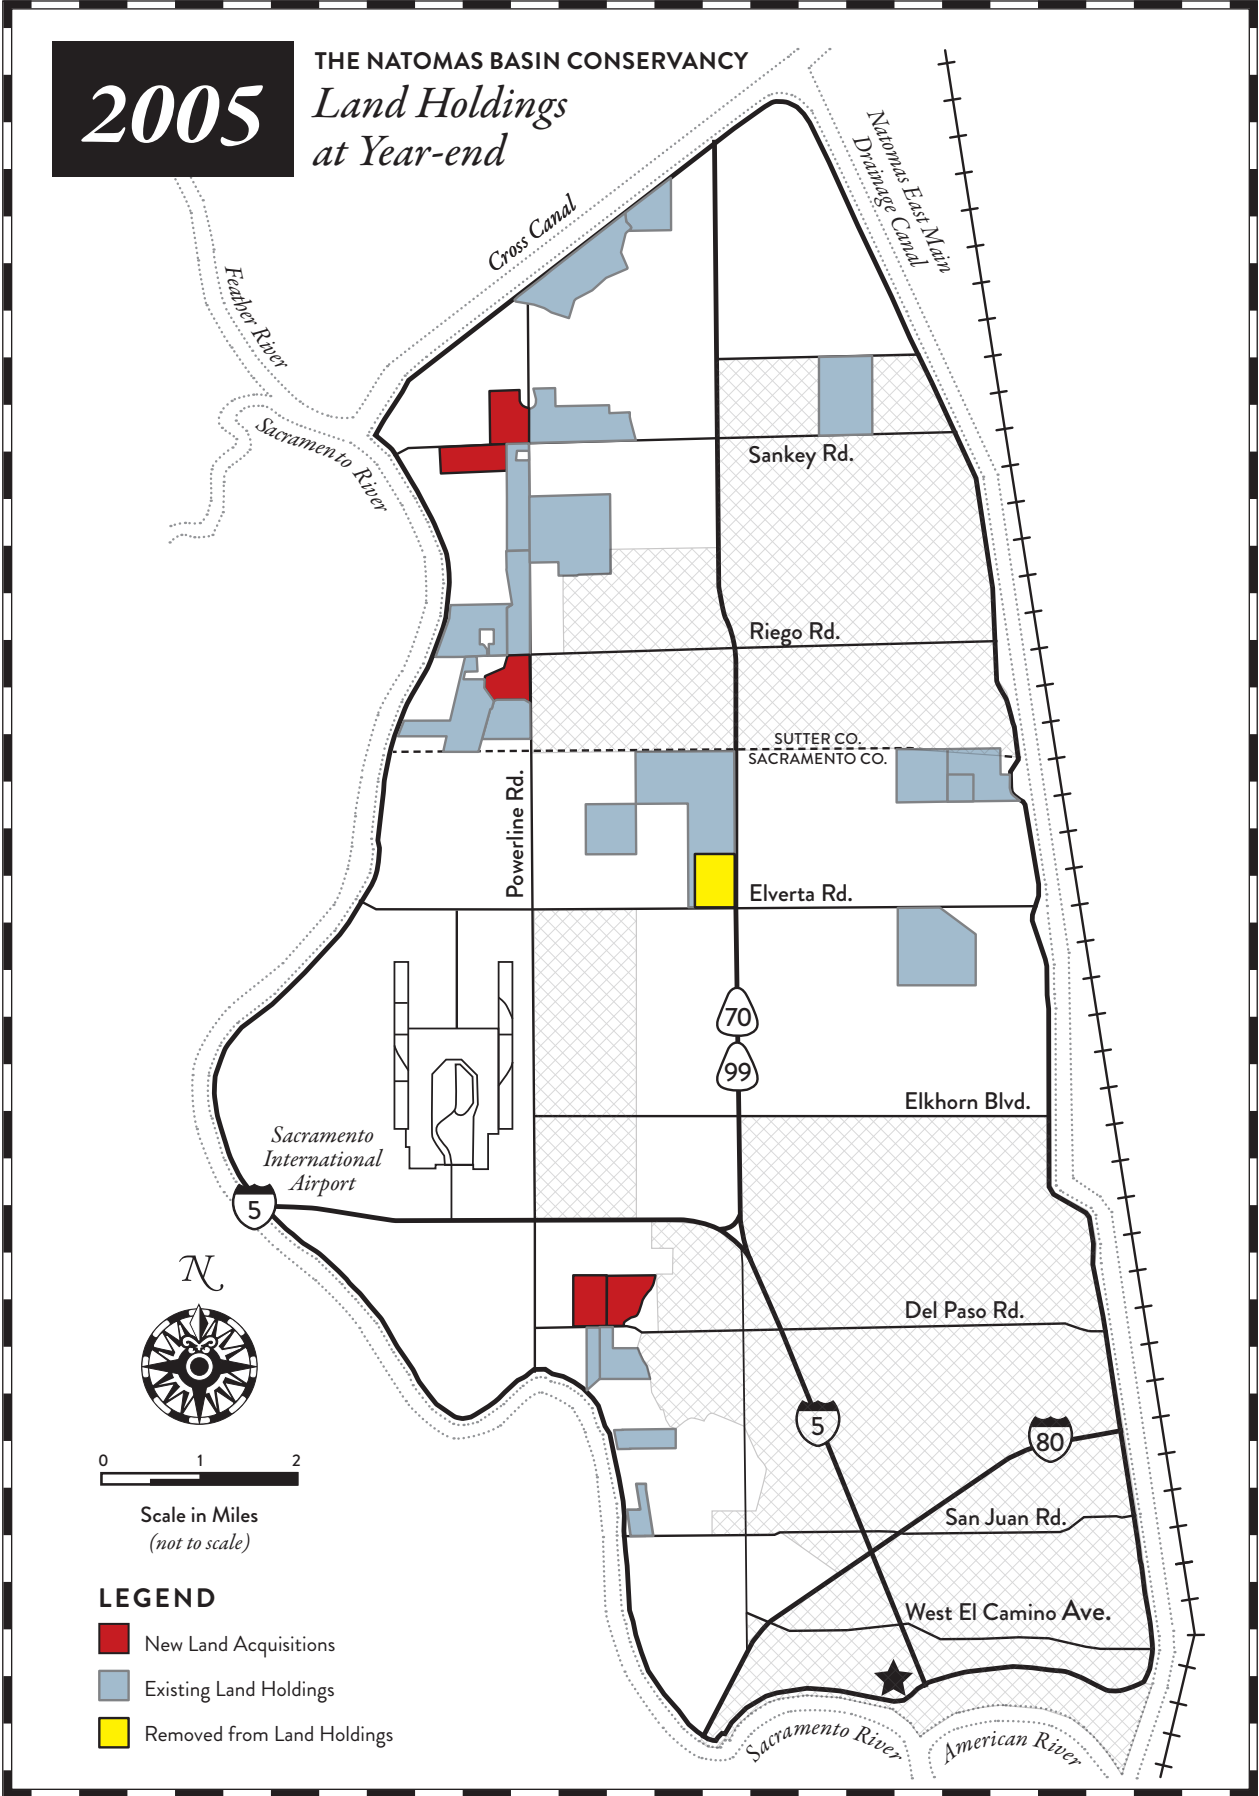 2005
THE NATOMAS BASIN CONSERVANCY
Land Holdings
at Year-end
Natomas East Main
Drainage Canal
Cross Canal
Feather River
Sacramento River
Sankey Rd.
Riego Rd.
SUTTER CO.
SACRAMENTO CO.
Powerline Rd.
Elverta Rd.
70
99
Elkhorn Blvd.
Sacramento
International
Airport
5
N
Del Paso Rd.
5
80
0 1 2
Scale in Miles
(not to scale)
San Juan Rd.
West El Camino Ave.
LEGEND
New Land Acquisitions
Existing Land Holdings
Removed from Land Holdings
Sacramento River
American River